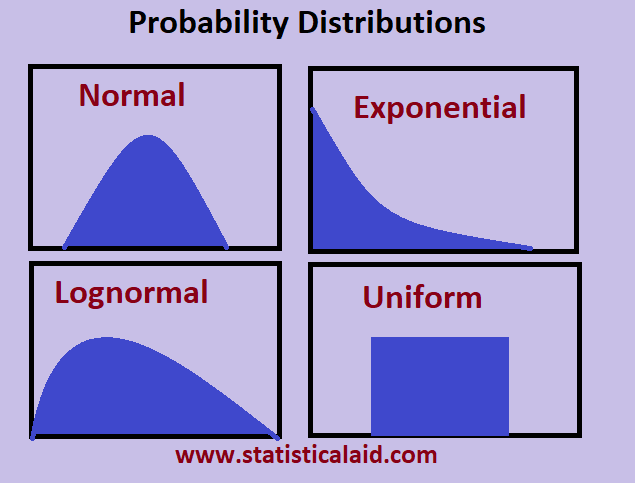 Probability Distributions
Normal
Exponential
Lognormal
Uniform
www.statisticalaid.com